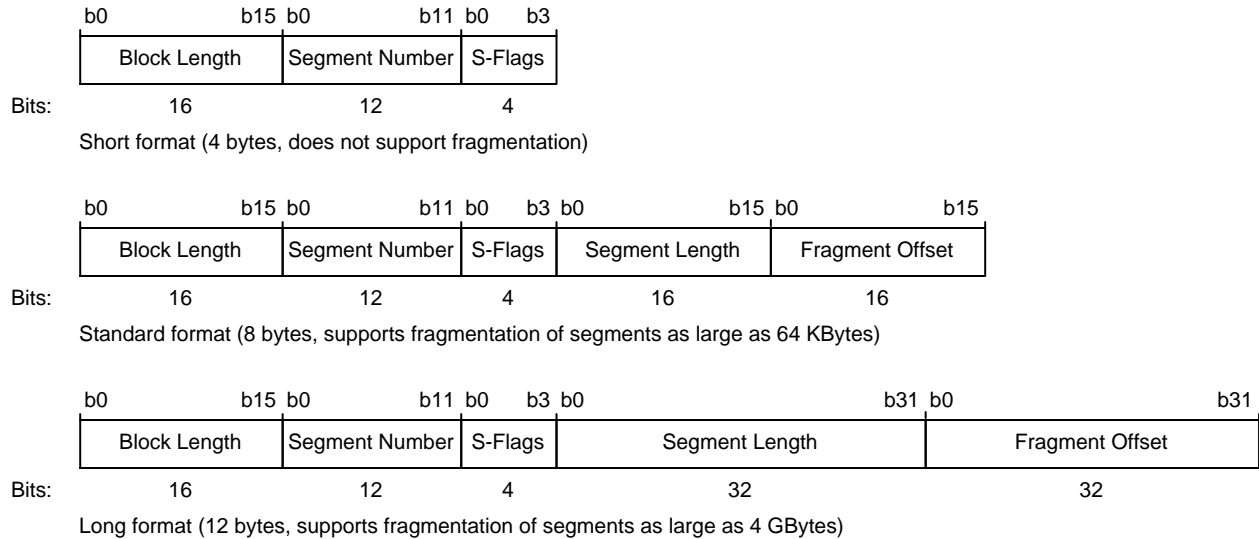 b0 b15 b0 b11 b0 b3
Block Length Segment Number S-Flags
Bits: 16 12 4
Short format (4 bytes, does not support fragmentation)
b0 b15 b0 b11 b0 b3 b0 b15 b0 b15
Block Length Segment Number S-Flags Segment Length Fragment Offset
Bits: 16 12 4 16 16
Standard format (8 bytes, supports fragmentation of segments as large as 64 KBytes)
b0 b15 b0 b11 b0 b3 b0 b31 b0 b31
Block Length Segment Number S-Flags Segment Length Fragment Offset
Bits: 16 12 4 32 32
Long format (12 bytes, supports fragmentation of segments as large as 4 GBytes)